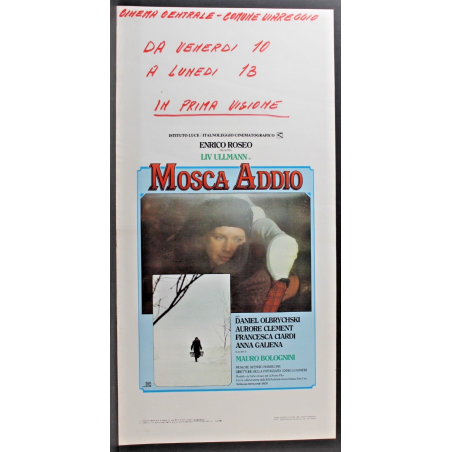 CINEMA CENTRALE - COMUNE VIAREGGIO
DA VENERDI 10
A LUNEDI 13
IN PRIMA VISIONE
ISTITUTO LUCE - ITALNOLEGGIO CINEMATOGRAFICO
ENRICO ROSEO
LIV ULLMANN in
MOSCA ADDIO
DANIEL OLBRYCHSKI
AURORE CLEMENT
FRANCESCA CIARDI
ANNA GALIENA
MAURO BOLOGNINI